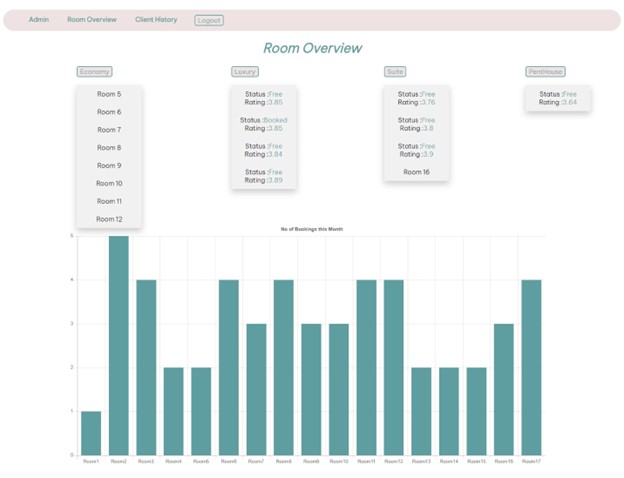 Admin Room Overview Client History Logout
Room Overview
Economy
Room 5
Room 6
Room 7
Room 8
Room 9
Room 10
Room 11
Room 12
Luxury
Status :Free
Rating :3.85
Status :Booked
Rating :3.85
Status :Free
Rating :3.84
Status :Free
Rating :3.89
Suite
Status :Free
Rating :3.76
Status :Free
Rating :3.8
Status :Free
Rating :3.9
Room 16
PentHouse
Status :Free
Rating :3.64
No of Bookings this Month
5
4
3
2
1
0
Room1 Room2 Room3 Room4 Room5 Room6 Room7 Room8 Room9 Room10 Room11 Room12 Room13 Room14 Room15 Room16 Room17